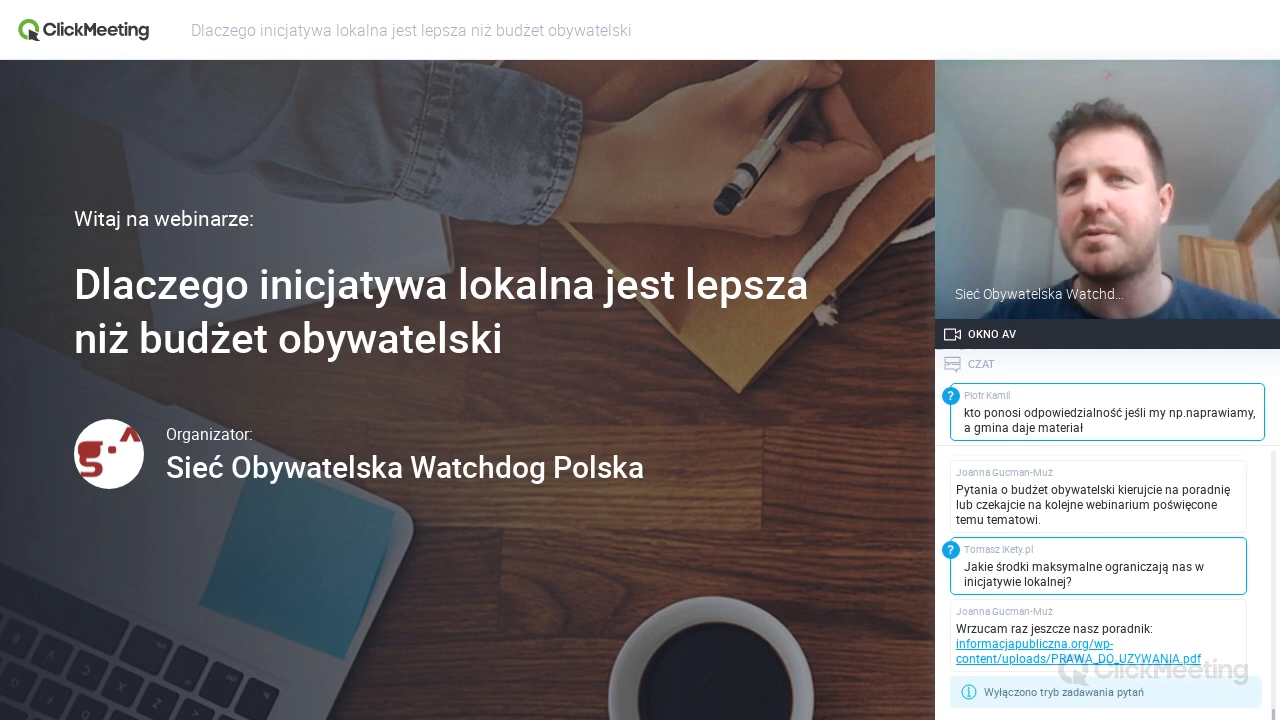 ClickMeeting
Dlaczego inicjatywa lokalna jest lepsza niż budżet obywatelski
Witaj na webinarze:
Dlaczego inicjatywa lokalna jest lepsza
niż budżet obywatelski
Organizator:
Sieć Obywatelska Watchdog Polska
Sieć Obywatelska Watchd...
OKNO AV
CZAT
?
Piotr Kamil
kto ponosi odpowiedzialność jeśli my np.naprawiamy,
a gmina daje materiał
Joanna Gucman-Muż
Pytania o budżet obywatelski kierujcie na poradnię
lub czekajcie na kolejne webinarium poświęcone
temu tematowi.
?
Tomasz IKety.pl
Jakie środki maksymalne ograniczają nas w
inicjatywie lokalnej?
Joanna Gucman-Muż
Wrzucam raz jeszcze nasz poradnik:
informacjapubliczna.org/wp-
content/uploads/PRAWA_DO_UZYWANIA.pdf
ClickMeeting
Wyłączono tryb zadawania pytań